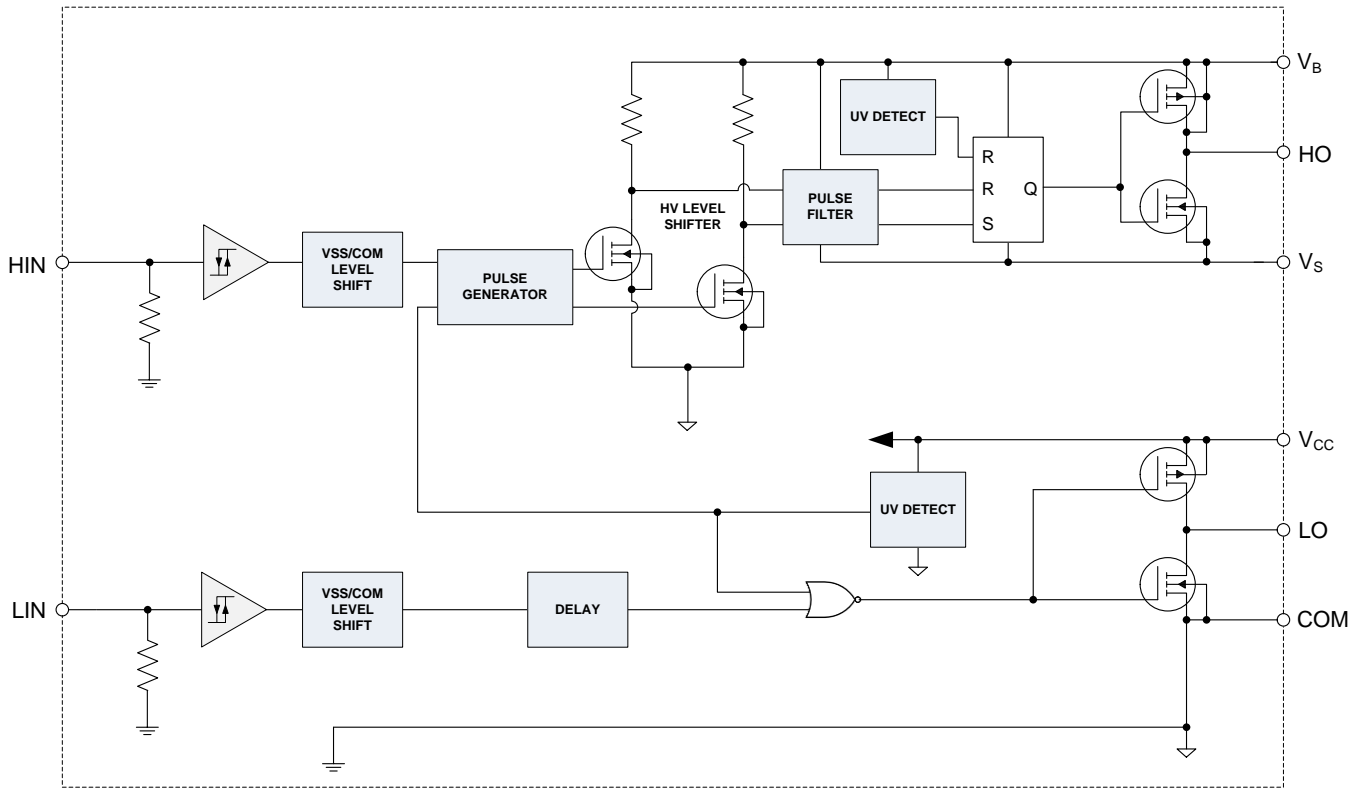 V_B
UV DETECT
R
HO
R
Q
PULSE
FILTER
HV LEVEL
SHIFTER
S
HIN
VSS/COM
LEVEL
SHIFT
PULSE
GENERATOR
V_S
V_CC
UV DETECT
LO
LIN
VSS/COM
LEVEL
SHIFT
DELAY
COM